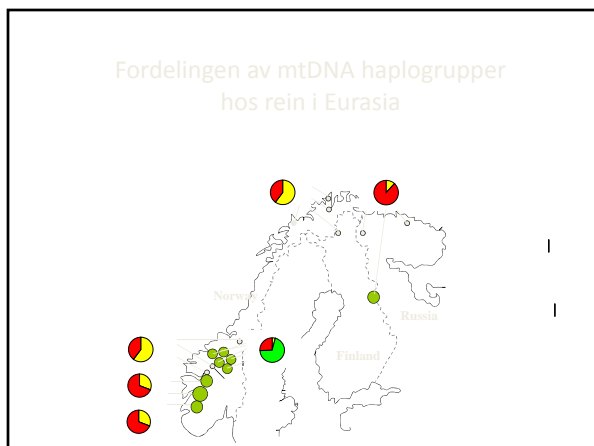 Fordelingen av mtDNA haplogrupper
hos rein i Eurasia
Norway
Russia
Finland